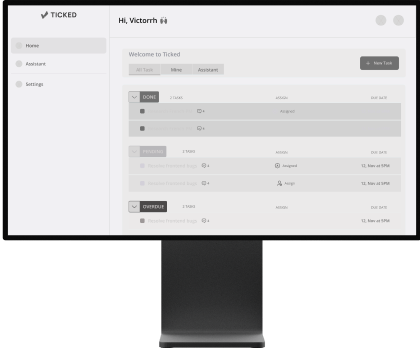 TICKED
Hi, Victorrh
Home
Assistant
Settings
Welcome to Ticked
All Task Mine Assistant
+ New Task
DONE 2 TASKS ASSIGN DUE DATE
Assigned
2 TASKS ASSIGN DUE DATE
Assigned 12, Nov at 5PM
Assign 12, Nov at 5PM
OVERDUE ASSIGN DUE DATE
12, Nov at 5PM